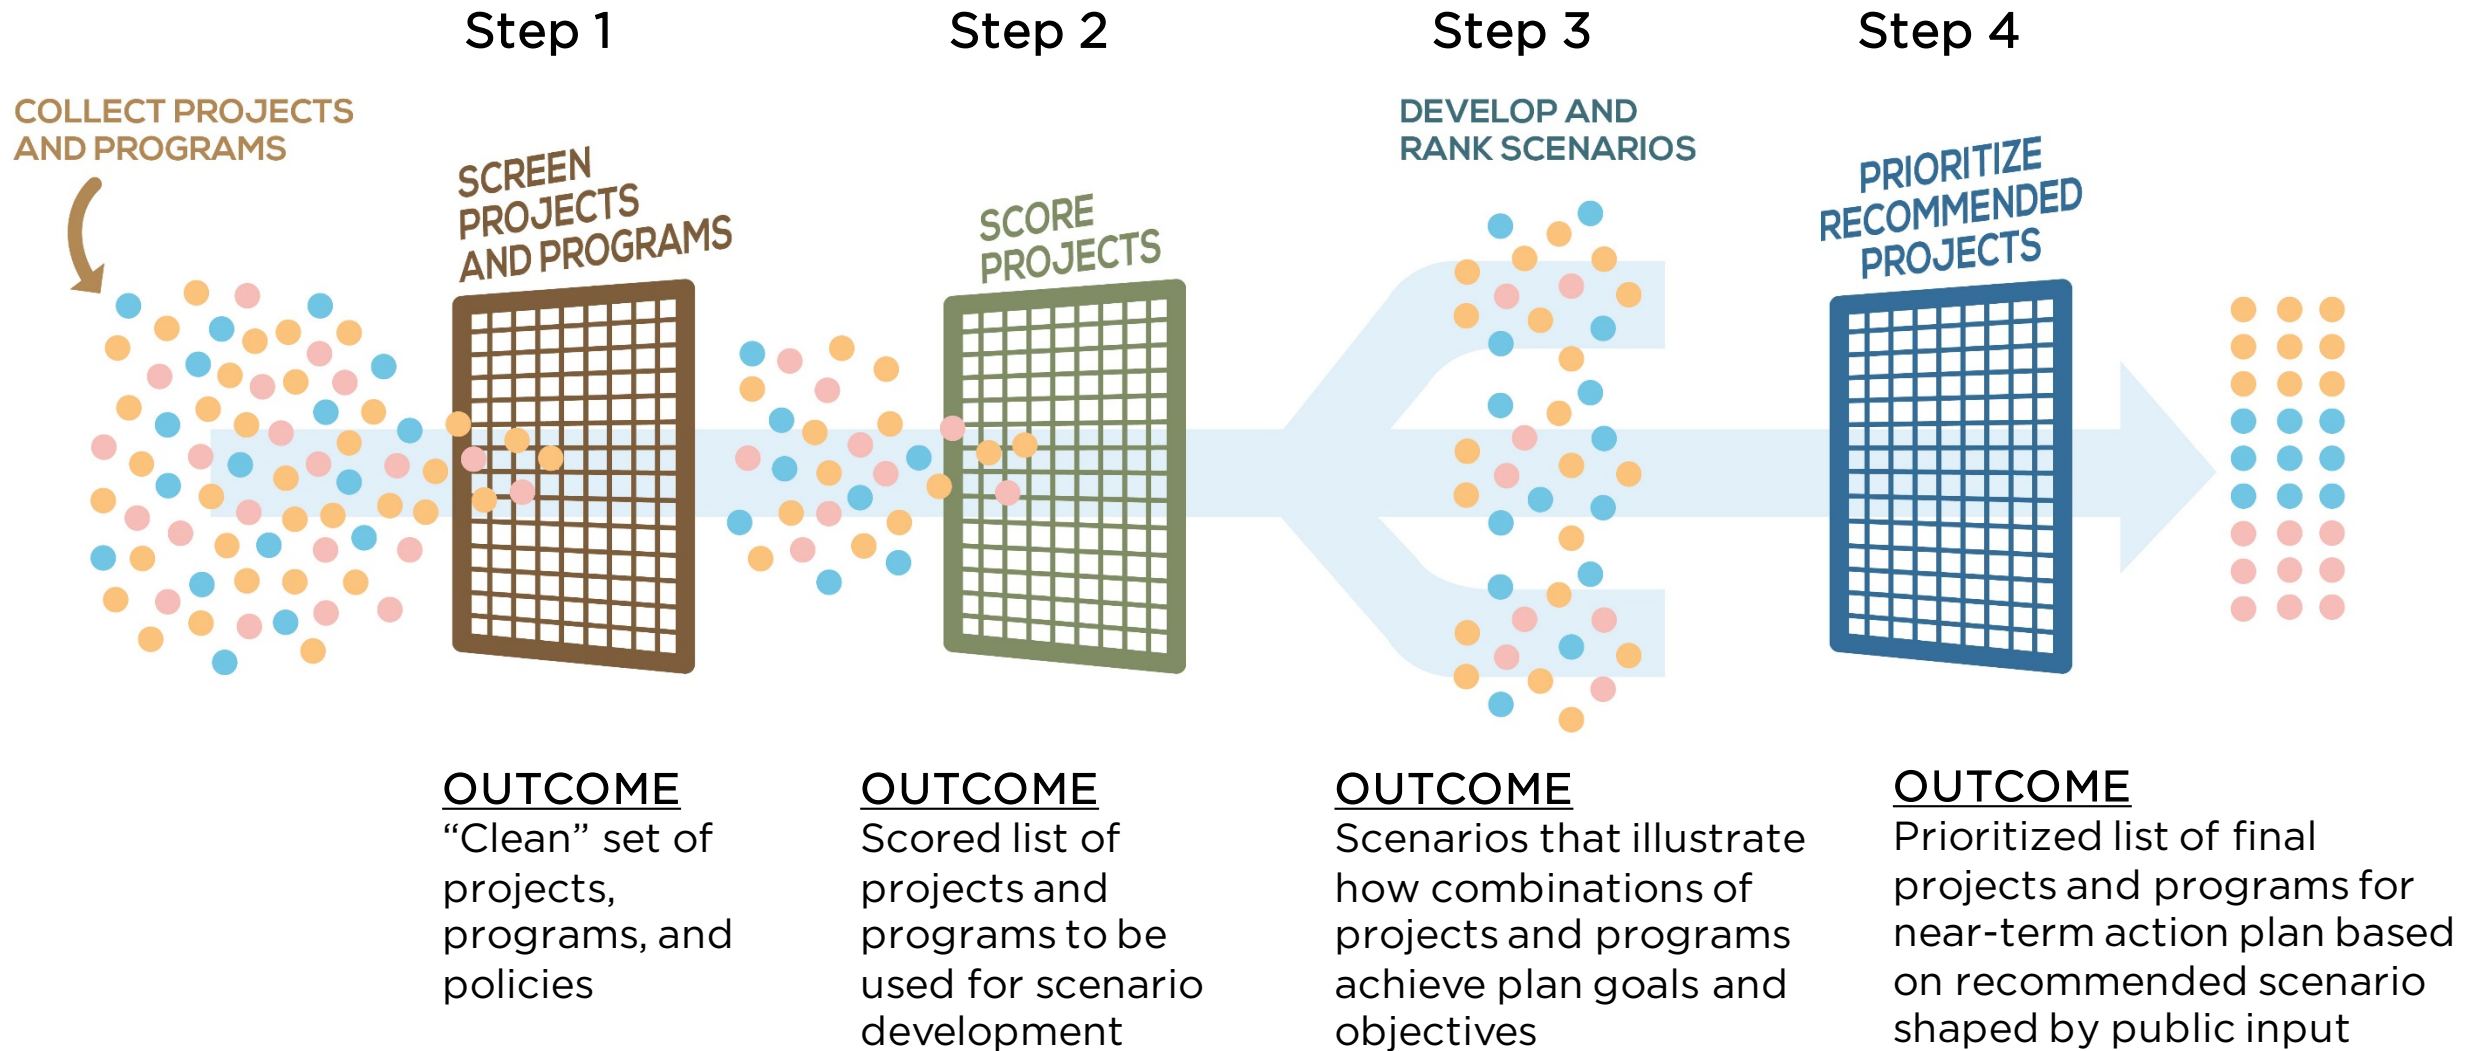 Step 1
Step 2
Step 3
Step 4
COLLECT PROJECTS
AND PROGRAMS
SCREEN
PROJECTS
AND PROGRAMS
SCORE
PROJECTS
DEVELOP AND
RANK SCENARIOS
PRIORITIZE
RECOMMENDED
PROJECTS
OUTCOME
“Clean” set of
projects,
programs, and
policies
OUTCOME
Scored list of
projects and
programs to be
used for scenario
development
OUTCOME
Scenarios that illustrate
how combinations of
projects and programs
achieve plan goals and
objectives
OUTCOME
Prioritized list of final
projects and programs for
near-term action plan based
on recommended scenario
shaped by public input